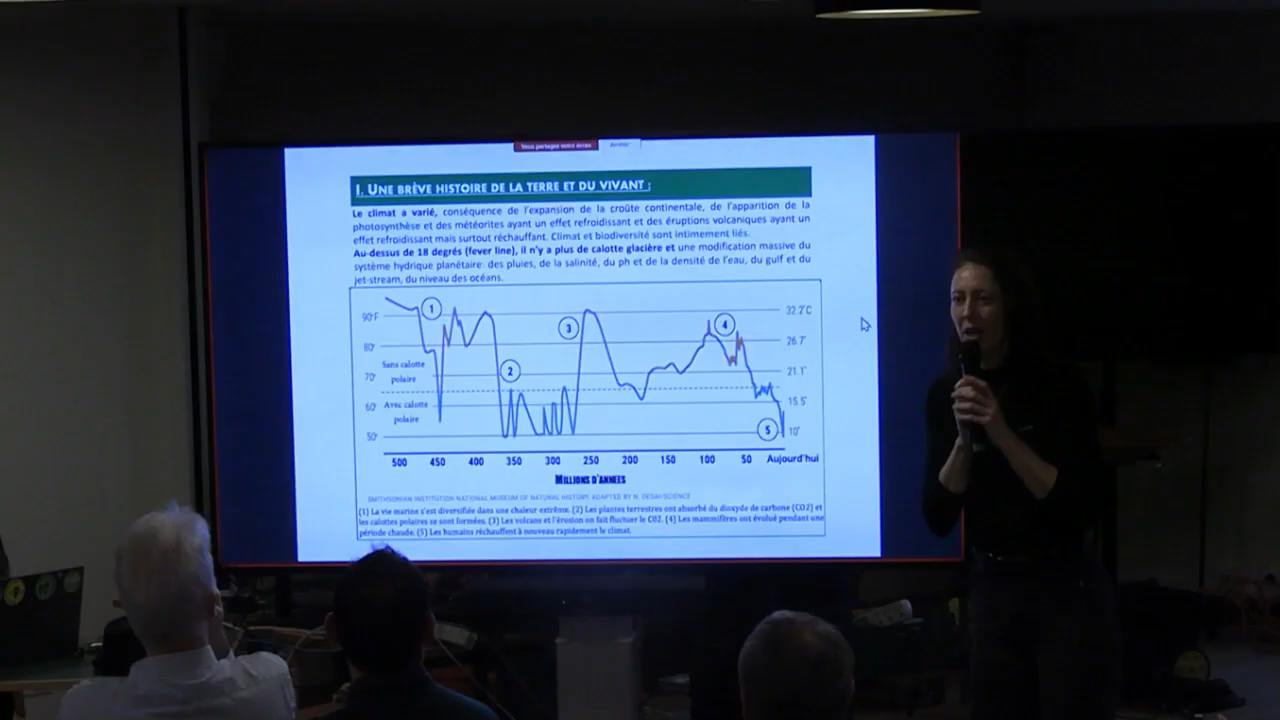 Vous partagez votre écran
Arrêter
I. UNE BRÈVE HISTOIRE DE LA TERRE ET DU VIVANT :
Le climat a varié, conséquence de l'expansion de la croûte continentale, de l'apparition de la
photosynthèse et des météorites ayant un effet refroidissant et des éruptions volcaniques ayant un
effet refroidissant mais surtout réchauffant. Climat et biodiversité sont intimement liés.
Au-dessus de 18 degrés (fever line), il n'y a plus de calotte glacière et une modification massive du
système hydrique planétaire: des pluies, de la salinité, du ph et de la densité de l'eau, du gulf et du
jet-stream, du niveau des océans.
90°F 1 3 4 32.2°C
80° 26.7°
Sans calotte
polaire
70° 2 21.1°
Avec calotte
polaire
60° 15.5°
50° 5 10°
500 450 400 350 300 250 200 150 100 50 Aujourd'hui
MILLIONS D'ANNEES
SMITHSONIAN INSTITUTION NATIONAL MUSEUM OF NATURAL HISTORY, ADAPTED BY N. DESAI/SCIENCE
(1) La vie marine s'est diversifiée dans une chaleur extrême. (2) Les plantes terrestres ont absorbé du dioxyde de carbone (CO2) et
les calottes polaires se sont formées. (3) Les volcans et l'érosion on fait fluctuer le CO2. (4) Les mammifères ont évolué pendant une
période chaude. (5) Les humains réchauffent à nouveau rapidement le climat.